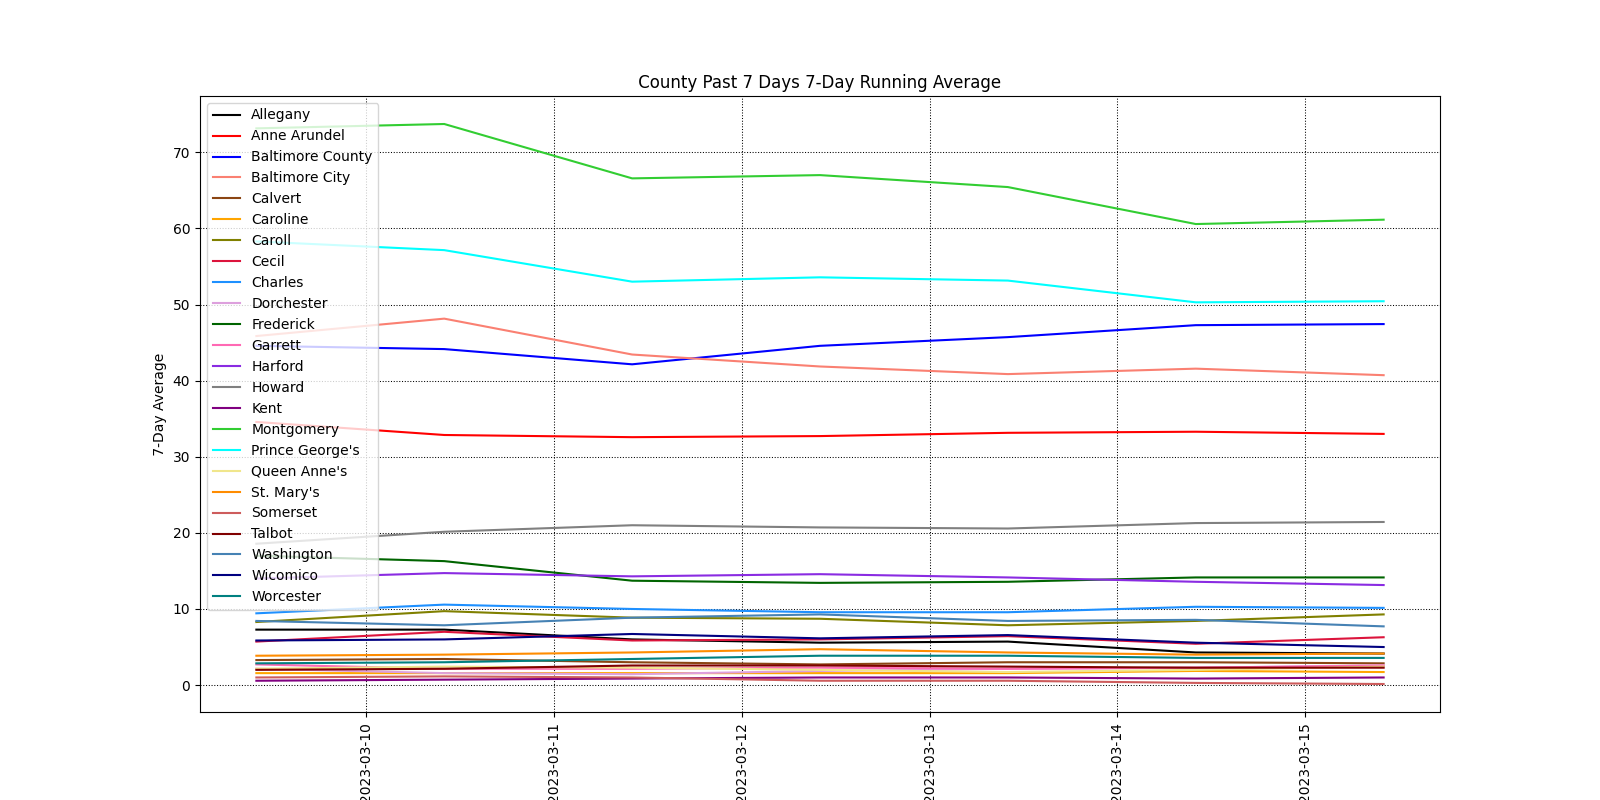 County Past 7 Days 7-Day Running Average
7-Day Average
70
60
50
40
30
20
10
0
Allegany
Anne Arundel
Baltimore County
Baltimore City
Calvert
Caroline
Caroll
Cecil
Charles
Dorchester
Frederick
Garrett
Harford
Howard
Kent
Montgomery
Prince George's
Queen Anne's
St. Mary's
Somerset
Talbot
Washington
Wicomico
Worcester
2023-03-10
2023-03-11
2023-03-12
2023-03-13
2023-03-14
2023-03-15